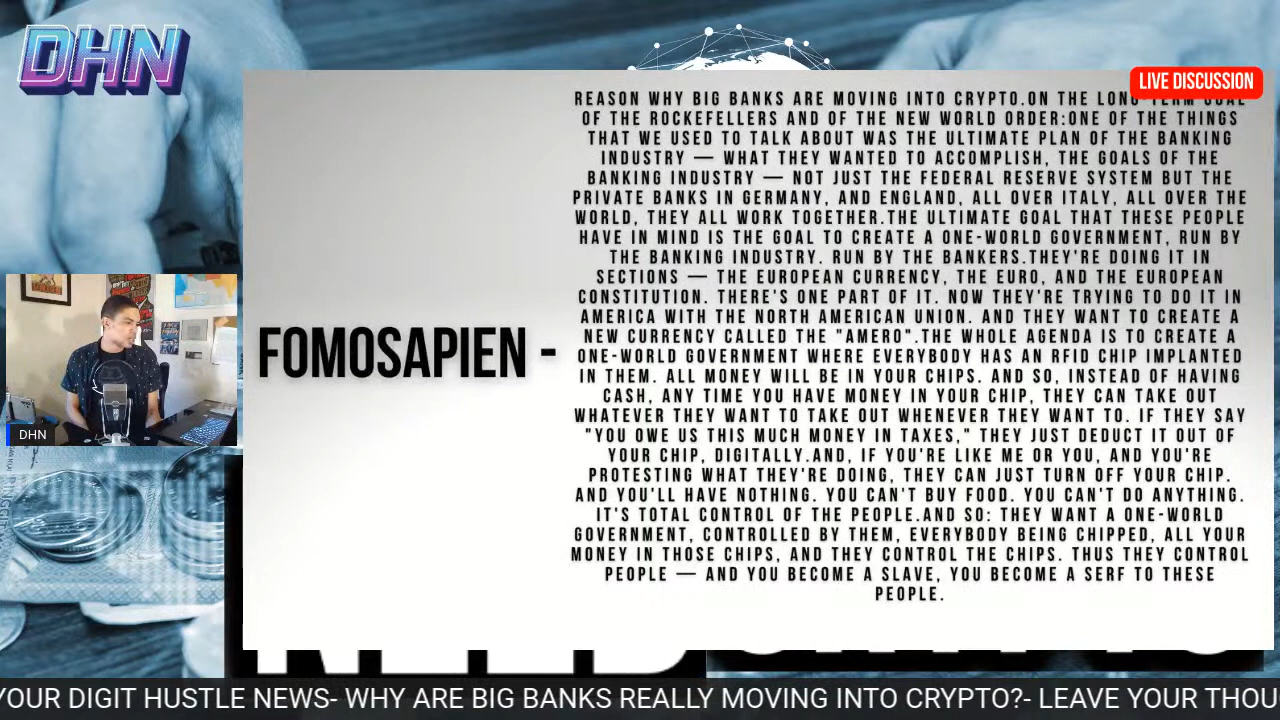 DHN
LIVE DISCUSSION
REASON WHY BIG BANKS ARE MOVING INTO CRYPTO.ON THE LONG-TERM GOAL
OF THE ROCKEFELLERS AND OF THE NEW WORLD ORDER:ONE OF THE THINGS
THAT WE USED TO TALK ABOUT WAS THE ULTIMATE PLAN OF THE BANKING
INDUSTRY — WHAT THEY WANTED TO ACCOMPLISH, THE GOALS OF THE
BANKING INDUSTRY — NOT JUST THE FEDERAL RESERVE SYSTEM BUT THE
PRIVATE BANKS IN GERMANY, AND ENGLAND, ALL OVER ITALY, ALL OVER THE
WORLD, THEY ALL WORK TOGETHER.THE ULTIMATE GOAL THAT THESE PEOPLE
HAVE IN MIND IS THE GOAL TO CREATE A ONE-WORLD GOVERNMENT, RUN BY
THE BANKING INDUSTRY. RUN BY THE BANKERS.THEY'RE DOING IT IN
SECTIONS — THE EUROPEAN CURRENCY, THE EURO, AND THE EUROPEAN
CONSTITUTION. THERE'S ONE PART OF IT. NOW THEY'RE TRYING TO DO IT IN
AMERICA WITH THE NORTH AMERICAN UNION. AND THEY WANT TO CREATE A
NEW CURRENCY CALLED THE "AMERO".THE WHOLE AGENDA IS TO CREATE A
ONE-WORLD GOVERNMENT WHERE EVERYBODY HAS AN RFID CHIP IMPLANTED
IN THEM. ALL MONEY WILL BE IN YOUR CHIPS. AND SO, INSTEAD OF HAVING
CASH, ANY TIME YOU HAVE MONEY IN YOUR CHIP, THEY CAN TAKE OUT
WHATEVER THEY WANT TO TAKE OUT WHENEVER THEY WANT TO. IF THEY SAY
"YOU OWE US THIS MUCH MONEY IN TAXES," THEY JUST DEDUCT IT OUT OF
YOUR CHIP, DIGITALLY.AND, IF YOU'RE LIKE ME OR YOU, AND YOU'RE
PROTESTING WHAT THEY'RE DOING, THEY CAN JUST TURN OFF YOUR CHIP.
AND YOU'LL HAVE NOTHING. YOU CAN'T BUY FOOD. YOU CAN'T DO ANYTHING.
IT'S TOTAL CONTROL OF THE PEOPLE.AND SO: THEY WANT A ONE-WORLD
GOVERNMENT, CONTROLLED BY THEM, EVERYBODY BEING CHIPPED, ALL YOUR
MONEY IN THOSE CHIPS, AND THEY CONTROL THE CHIPS. THUS THEY CONTROL
PEOPLE — AND YOU BECOME A SLAVE, YOU BECOME A SERF TO THESE
PEOPLE.
FOMOSAPIEN -
DHN
YOUR DIGIT HUSTLE NEWS- WHY ARE BIG BANKS REALLY MOVING INTO CRYPTO?- LEAVE YOUR THOU